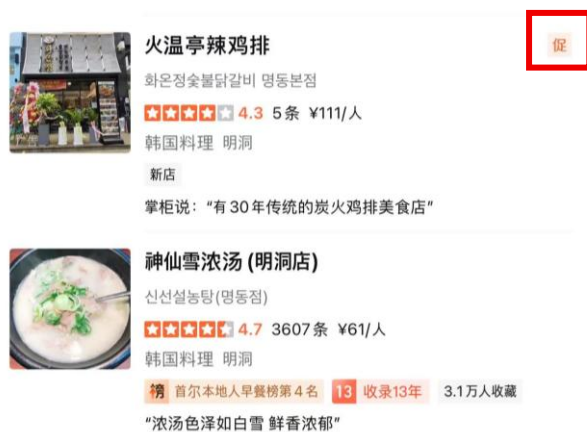 火温亭辣鸡排
促
화온정숯불닭갈비 명동본점
4.3 5条 ¥111/人
韩国料理 明洞
新店
掌柜说：“有30年传统的炭火鸡排美食店”
神仙雪浓汤 (明洞店)
신선설농탕(명동점)
4.7 3607条 ¥61/人
韩国料理 明洞
榜 首尔本地人早餐榜第4名 13 收录13年 3.1万人收藏
“浓汤色泽如白雪 鲜香浓郁”